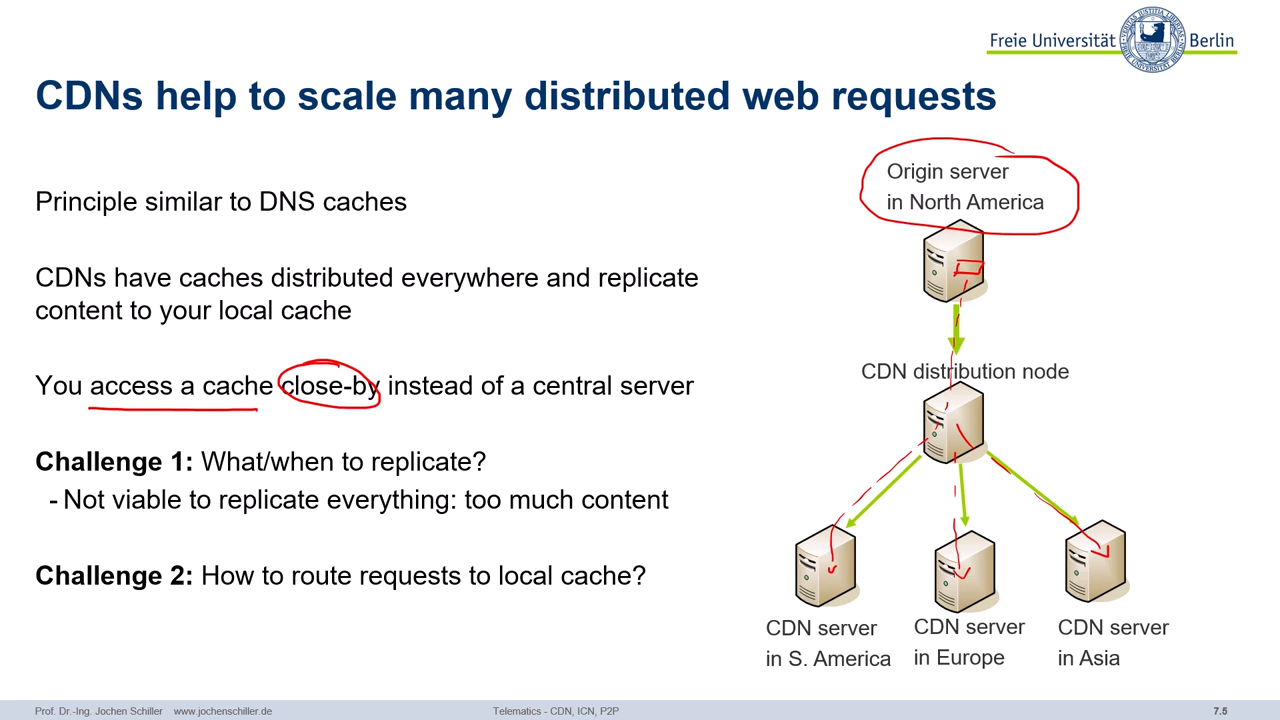 Freie Universität Berlin
CDNs help to scale many distributed web requests
Principle similar to DNS caches
CDNs have caches distributed everywhere and replicate
content to your local cache
You access a cache close-by instead of a central server
Challenge 1: What/when to replicate?
- Not viable to replicate everything: too much content
Challenge 2: How to route requests to local cache?
Origin server
in North America
CDN distribution node
CDN server
in S. America
CDN server
in Europe
CDN server
in Asia
Prof. Dr.-Ing. Jochen Schiller www.jochenschiller.de
Telematics - CDN, ICN, P2P
7.5